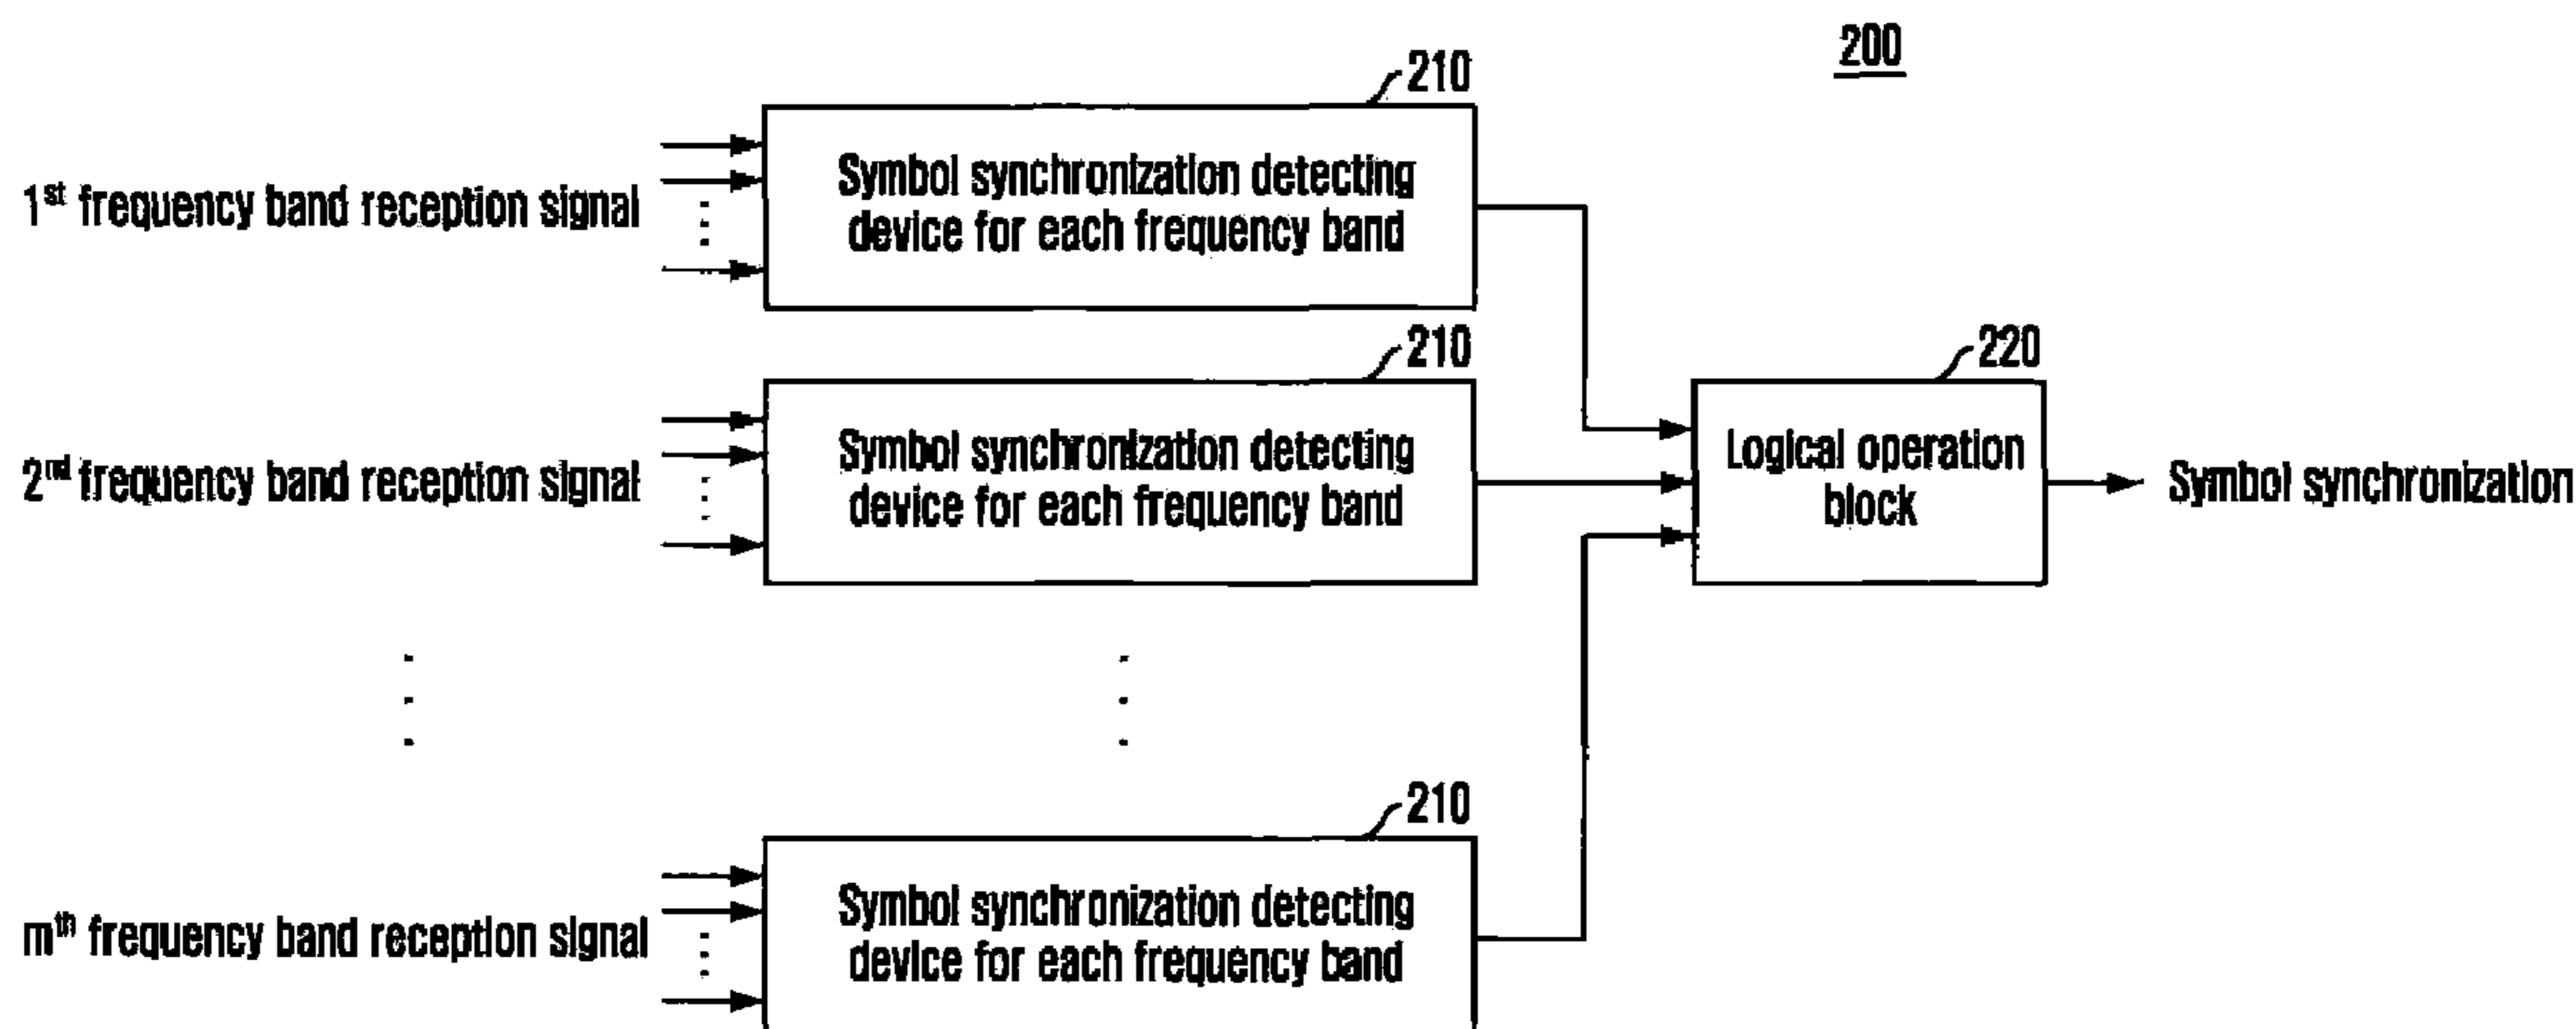 200
210
1st frequency band reception signal
Symbol synchronization detecting
device for each frequency band
210
220
2nd frequency band reception signal
Symbol synchronization detecting
device for each frequency band
Logical operation
block
Symbol synchronization
210
mth frequency band reception signal
Symbol synchronization detecting
device for each frequency band